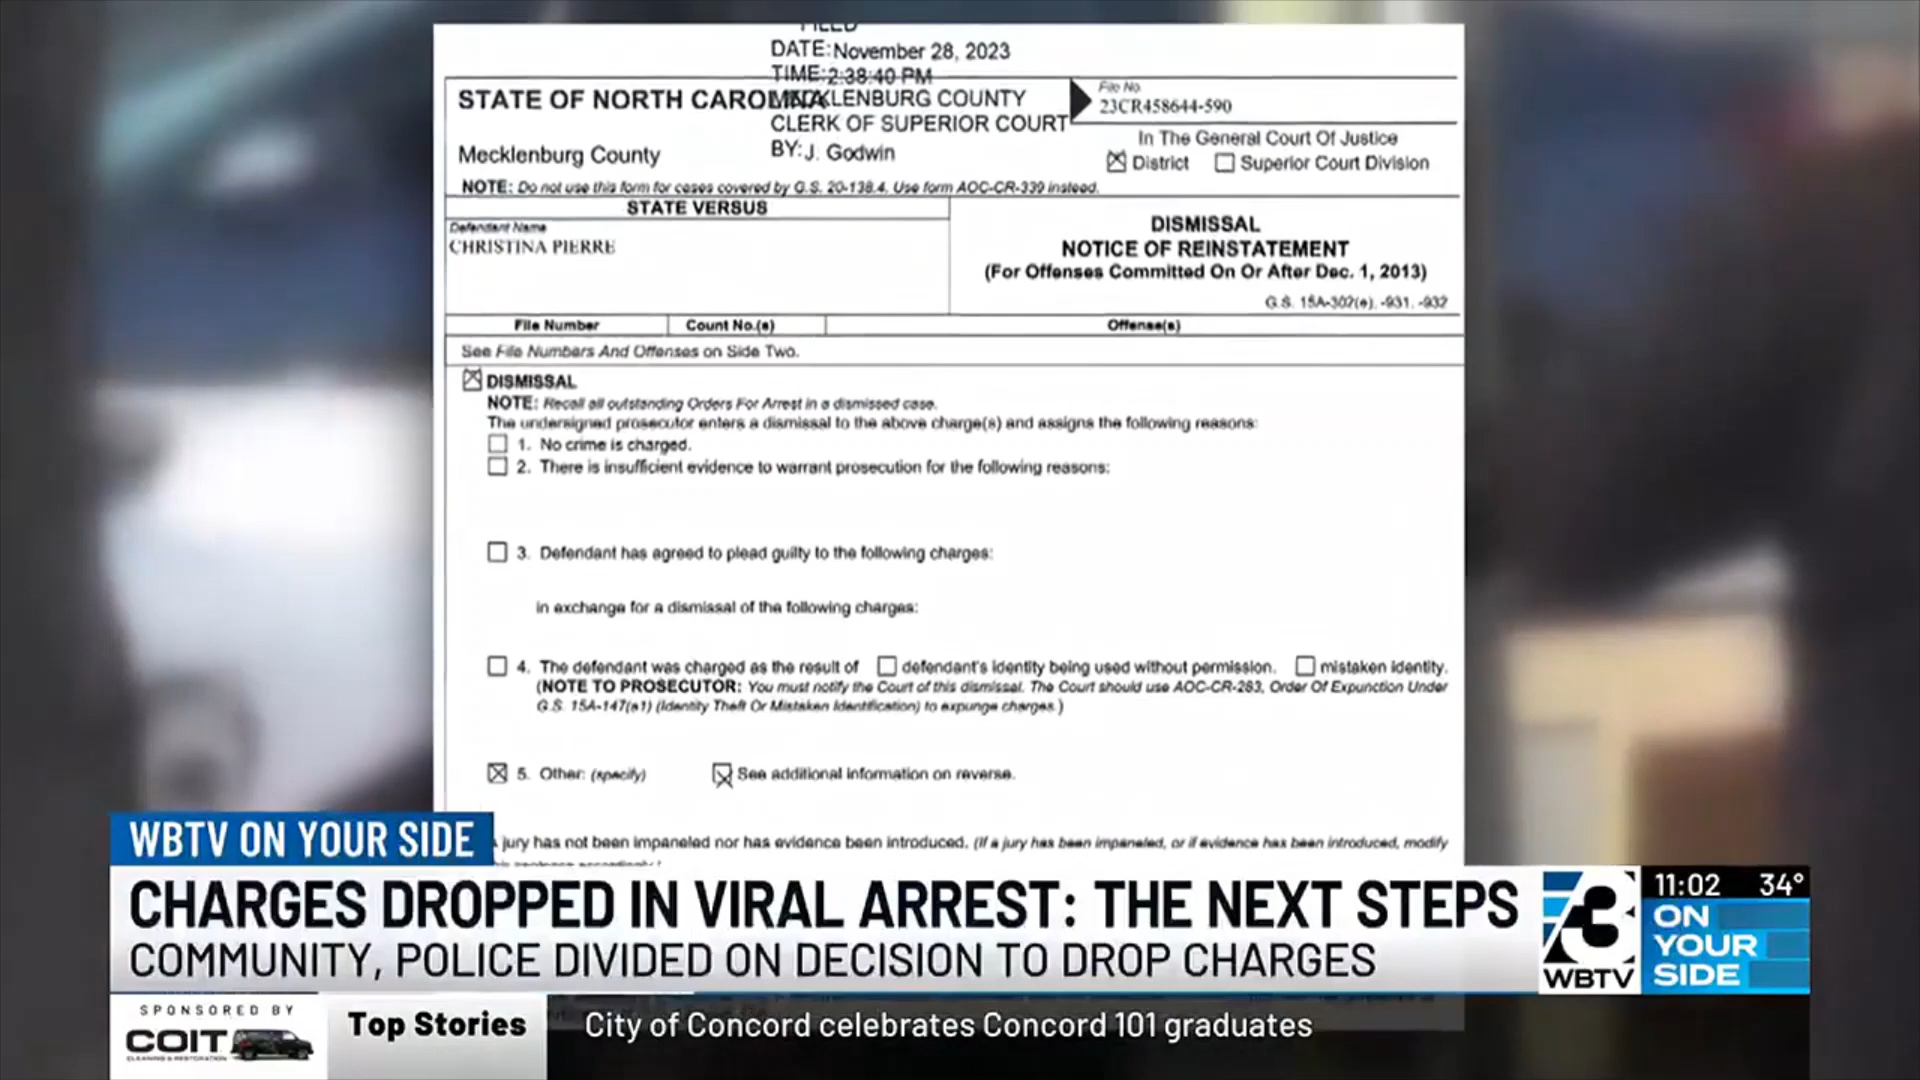 FILED
DATE: November 28, 2023
TIME: 2:38:40 PM
STATE OF NORTH CAROLINA
MECKLENBURG COUNTY
CLERK OF SUPERIOR COURT
BY: J. Godwin
Mecklenburg County
File No.
23CR458644-590
In The General Court Of Justice
District Superior Court Division
NOTE: Do not use this form for cases covered by G.S. 20-138.4. Use form AOC-CR-339 instead.
STATE VERSUS
Defendant Name
CHRISTINA PIERRE
DISMISSAL
NOTICE OF REINSTATEMENT
(For Offenses Committed On Or After Dec. 1, 2013)
G.S. 15A-302(e), -931, -932
File Number Count No.(s) Offense(s)
See File Numbers And Offenses on Side Two.
DISMISSAL
NOTE: Recall all outstanding Orders For Arrest in a dismissed case.
The undersigned prosecutor enters a dismissal to the above charge(s) and assigns the following reasons:
1. No crime is charged.
2. There is insufficient evidence to warrant prosecution for the following reasons:
3. Defendant has agreed to plead guilty to the following charges:
in exchange for a dismissal of the following charges:
4. The defendant was charged as the result of defendant's identity being used without permission. mistaken identity.
(NOTE TO PROSECUTOR: You must notify the Court of this dismissal. The Court should use AOC-CR-283, Order Of Expunction Under
G.S. 15A-147(a1) (Identity Theft Or Mistaken Identification) to expunge charges.)
5. Other: (specify) See additional information on reverse.
jury has not been impaneled nor has evidence been introduced. (If a jury has been impaneled, or if evidence has been introduced, modify
WBTV ON YOUR SIDE
CHARGES DROPPED IN VIRAL ARREST: THE NEXT STEPS
COMMUNITY, POLICE DIVIDED ON DECISION TO DROP CHARGES
3
WBTV
11:02 34°
ON
YOUR
SIDE
SPONSORED BY
COIT
CLEANING & RESTORATION
Top Stories
City of Concord celebrates Concord 101 graduates